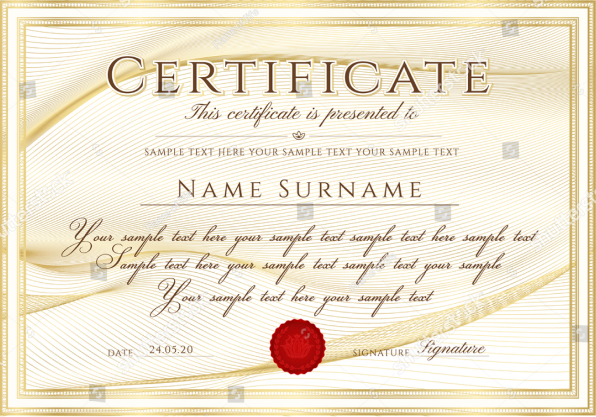 CERTIFICATE
This certificate is presented to
SAMPLE TEXT HERE YOUR SAMPLE TEXT YOUR SAMPLE TEXT
NAME SURNAME
Your sample text here your sample text sample text here your sample text
Sample text here your sample text sample text your sample
Your sample text here your sample text
DATE 24.05.20 SIGNATURE Signature